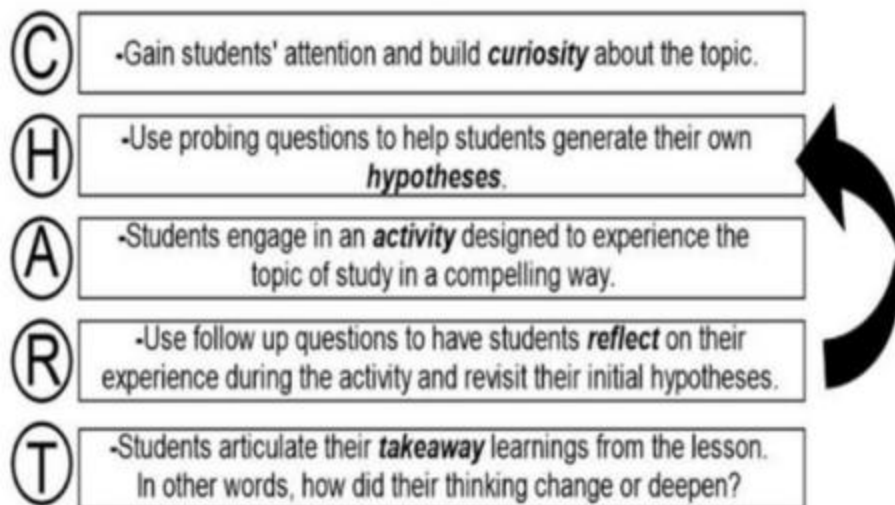 C
-Gain students' attention and build curiosity about the topic.
H
-Use probing questions to help students generate their own
hypotheses.
A
-Students engage in an activity designed to experience the
topic of study in a compelling way.
R
-Use follow up questions to have students reflect on their
experience during the activity and revisit their initial hypotheses.
T
-Students articulate their takeaway learnings from the lesson.
In other words, how did their thinking change or deepen?